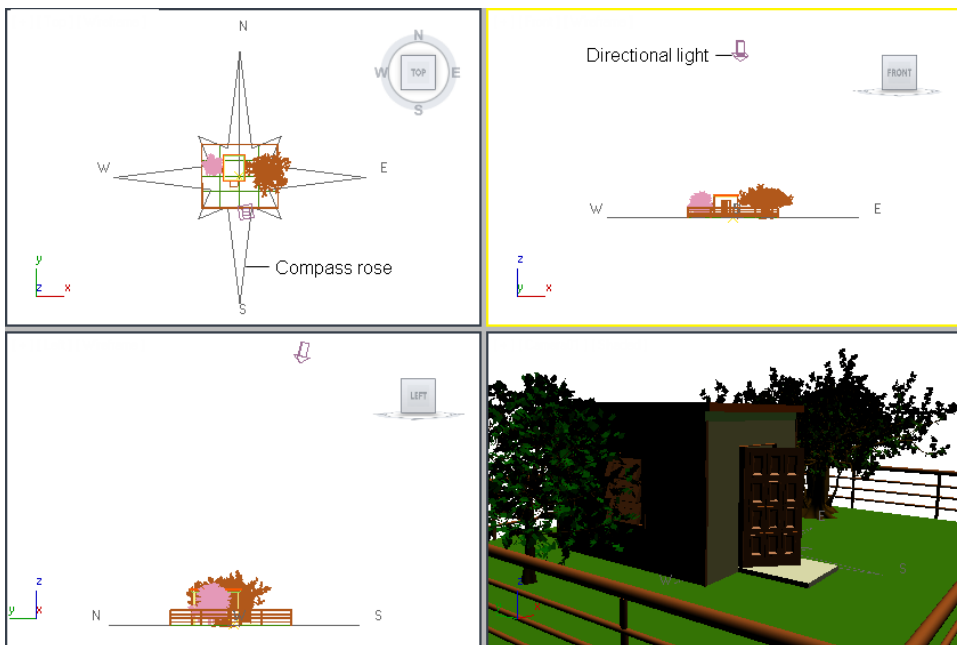 N
N
W TOP E
S
W E
y
z x
Compass rose
S
Directional light
FRONT
W E
z
y x
LEFT
z
y x
N S
E
S
W
z
x